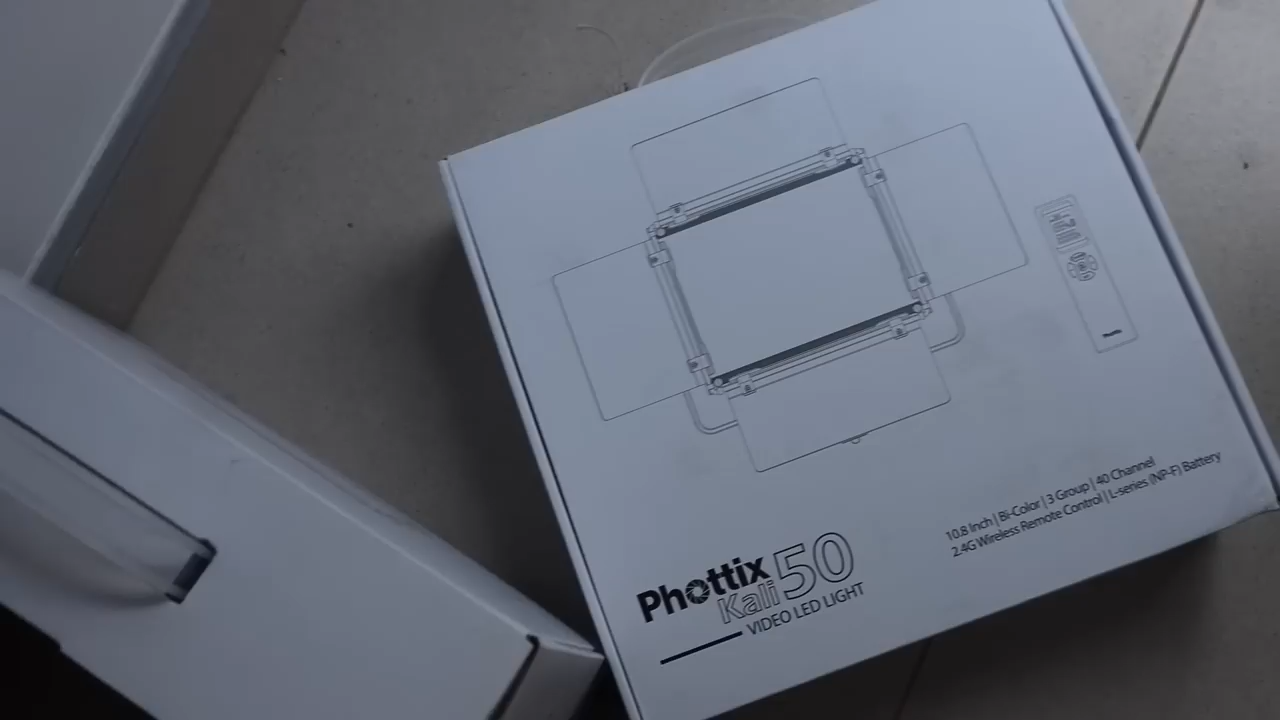 10.8 Inch | Bi-Color | 3 Group | 40 Channel
2.4G Wireless Remote Control | L-series (NP-F) Battery
Phottix
Kali 50
VIDEO LED LIGHT
Phottix